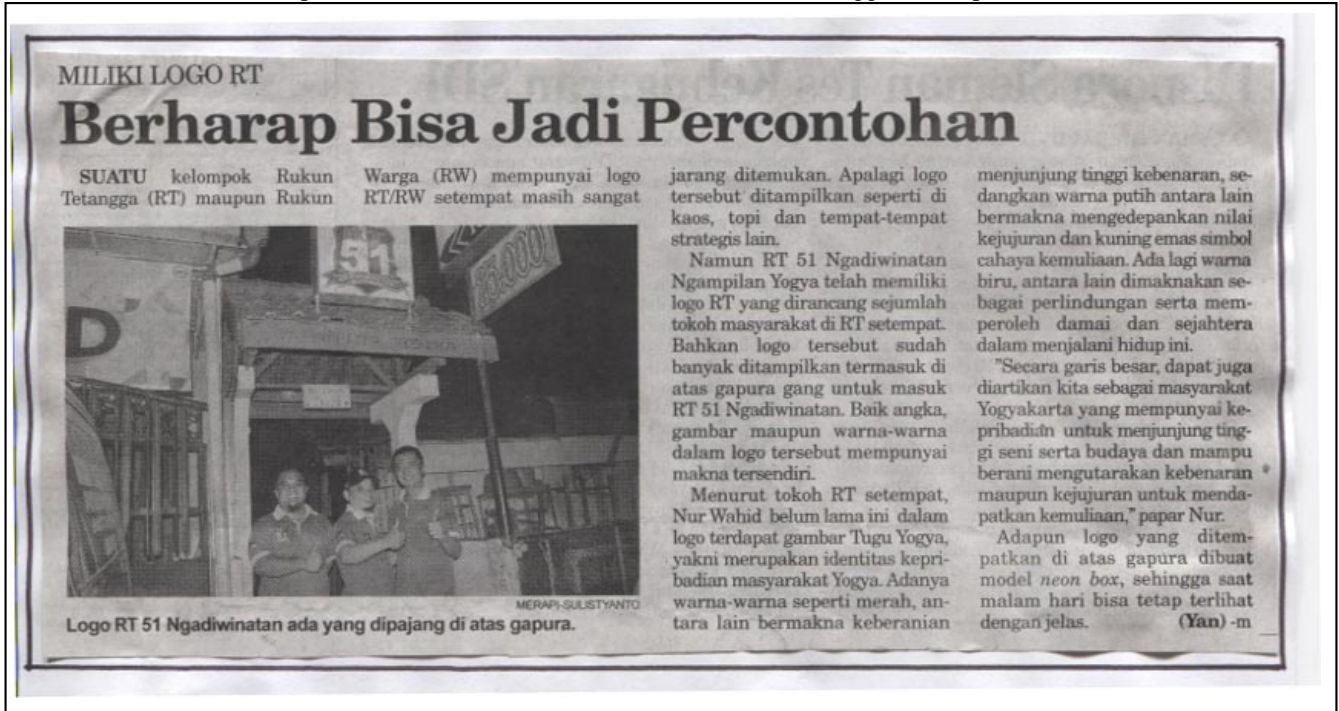 MILIKI LOGO RT
Berharap Bisa Jadi Percontohan
SUATU kelompok Rukun
Tetangga (RT) maupun Rukun
Warga (RW) mempunyai logo
RT/RW setempat masih sangat
51
D
MERAPI-SULISTYANTO
Logo RT 51 Ngadiwinatan ada yang dipajang di atas gapura.
jarang ditemukan. Apalagi logo
tersebut ditampilkan seperti di
kaos, topi dan tempat-tempat
strategis lain.
Namun RT 51 Ngadiwinatan
Ngampilan Yogya telah memiliki
logo RT yang dirancang sejumlah
tokoh masyarakat di RT setempat.
Bahkan logo tersebut sudah
banyak ditampilkan termasuk di
atas gapura gang untuk masuk
RT 51 Ngadiwinatan. Baik angka,
gambar maupun warna-warna
dalam logo tersebut mempunyai
makna tersendiri.
Menurut tokoh RT setempat,
Nur Wahid belum lama ini dalam
logo terdapat gambar Tugu Yogya,
yakni merupakan identitas kepri-
badian masyarakat Yogya. Adanya
warna-warna seperti merah, an-
tara lain bermakna keberanian
menjunjung tinggi kebenaran, se-
dangkan warna putih antara lain
bermakna mengedepankan nilai
kejujuran dan kuning emas simbol
cahaya kemuliaan. Ada lagi warna
biru, antara lain dimaknakan se-
bagai perlindungan serta mem-
peroleh damai dan sejahtera
dalam menjalani hidup ini.
"Secara garis besar, dapat juga
diartikan kita sebagai masyarakat
Yogyakarta yang mempunyai ke-
pribadian untuk menjunjung ting-
gi seni serta budaya dan mampu
berani mengutarakan kebenaran
maupun kejujuran untuk menda-
patkan kemuliaan," papar Nur.
Adapun logo yang ditem-
patkan di atas gapura dibuat
model neon box, sehingga saat
malam hari bisa tetap terlihat
dengan jelas. (Yan) -m